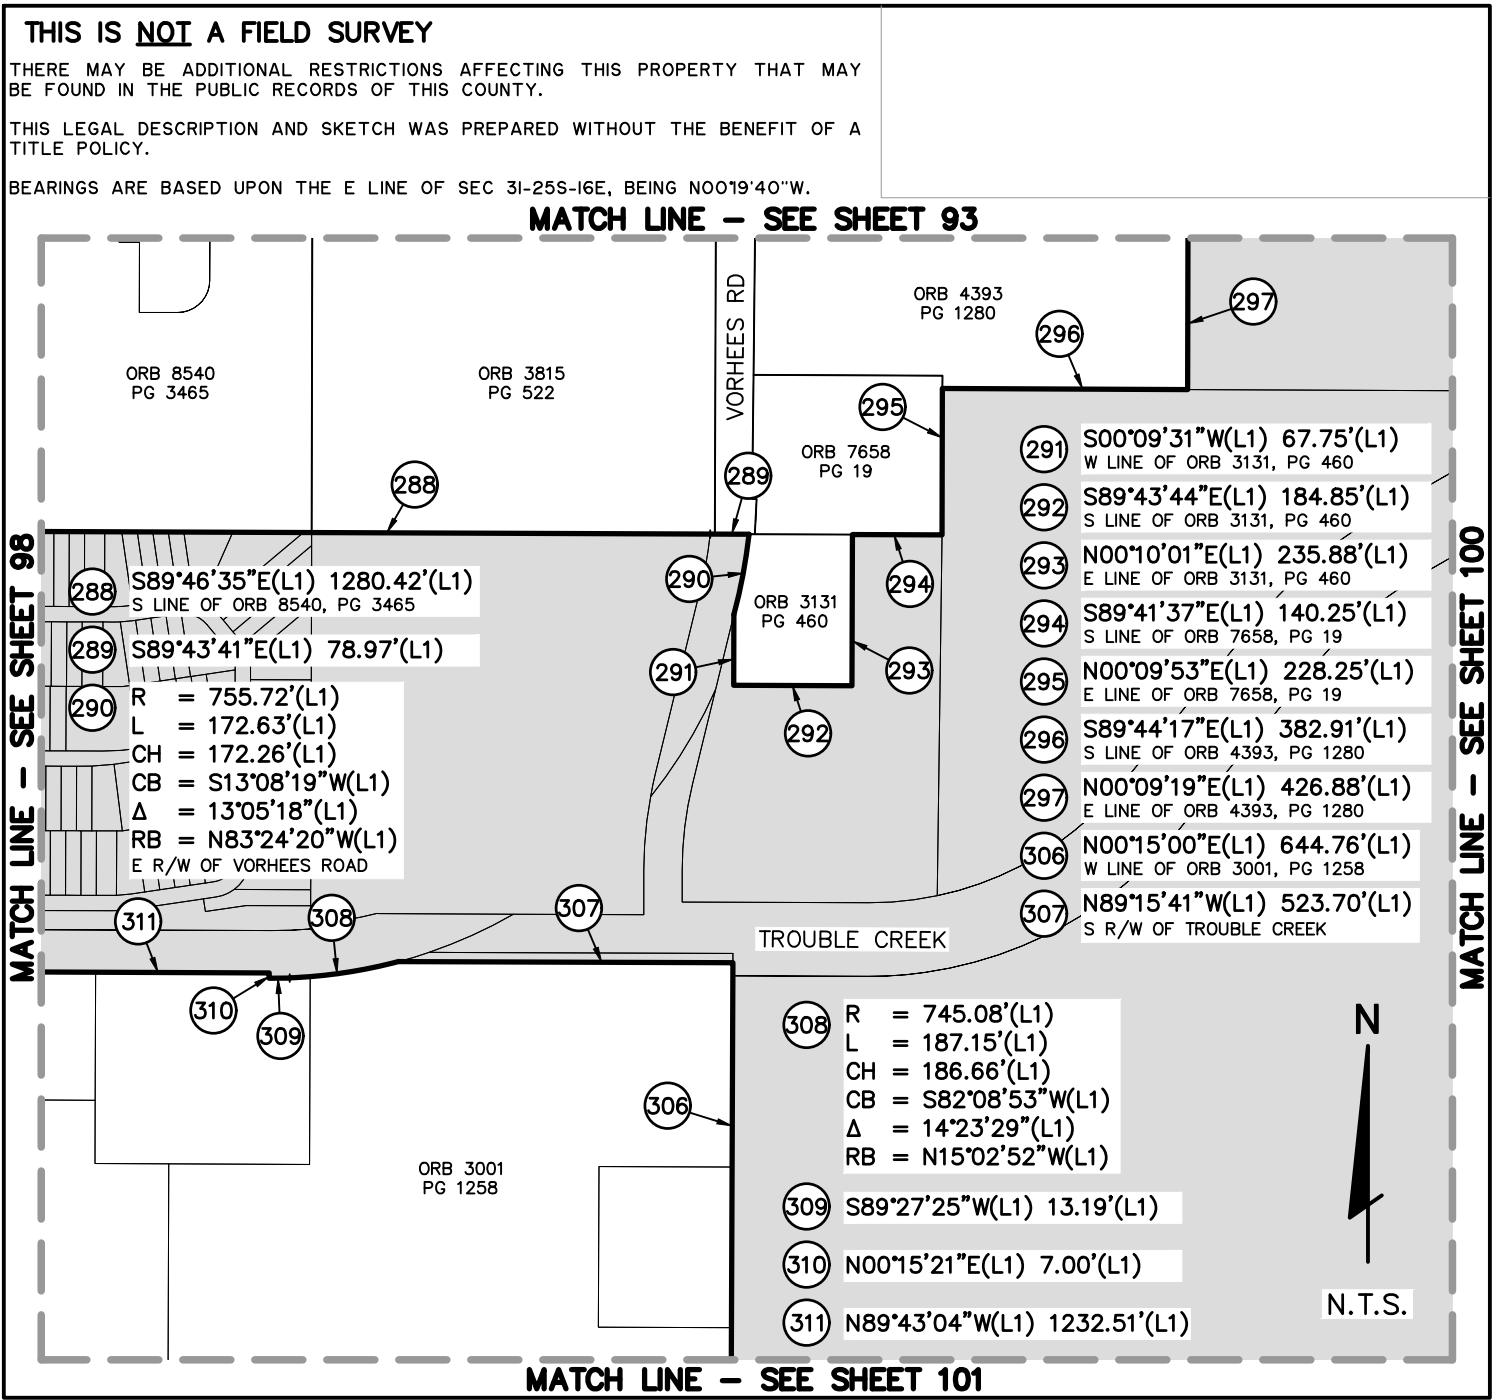 THIS IS NOT A FIELD SURVEY
THERE MAY BE ADDITIONAL RESTRICTIONS AFFECTING THIS PROPERTY THAT MAY
BE FOUND IN THE PUBLIC RECORDS OF THIS COUNTY.
THIS LEGAL DESCRIPTION AND SKETCH WAS PREPARED WITHOUT THE BENEFIT OF A
TITLE POLICY.
BEARINGS ARE BASED UPON THE E LINE OF SEC 31-25S-16E, BEING N00°19'40"W.
MATCH LINE - SEE SHEET 93
MATCH LINE - SEE SHEET 98
MATCH LINE - SEE SHEET 100
ORB 8540
PG 3465
ORB 3815
PG 522
VORHEES RD
ORB 4393
PG 1280
296
297
295
ORB 7658
PG 19
288
289
290
294
ORB 3131
PG 460
291
293
292
288
S89°46'35"E(L1) 1280.42'(L1)
S LINE OF ORB 8540, PG 3465
289
S89°43'41"E(L1) 78.97'(L1)
290
R = 755.72'(L1)
L = 172.63'(L1)
CH = 172.26'(L1)
CB = S13°08'19"W(L1)
Δ = 13°05'18"(L1)
RB = N83°24'20"W(L1)
E R/W OF VORHEES ROAD
291
S00°09'31"W(L1) 67.75'(L1)
W LINE OF ORB 3131, PG 460
292
S89°43'44"E(L1) 184.85'(L1)
S LINE OF ORB 3131, PG 460
293
N00°10'01"E(L1) 235.88'(L1)
E LINE OF ORB 3131, PG 460
294
S89°41'37"E(L1) 140.25'(L1)
S LINE OF ORB 7658, PG 19
295
N00°09'53"E(L1) 228.25'(L1)
E LINE OF ORB 7658, PG 19
296
S89°44'17"E(L1) 382.91'(L1)
S LINE OF ORB 4393, PG 1280
297
N00°09'19"E(L1) 426.88'(L1)
E LINE OF ORB 4393, PG 1280
306
N00°15'00"E(L1) 644.76'(L1)
W LINE OF ORB 3001, PG 1258
307
N89°15'41"W(L1) 523.70'(L1)
S R/W OF TROUBLE CREEK
311
308
307
TROUBLE CREEK
310
309
306
ORB 3001
PG 1258
308
R = 745.08'(L1)
L = 187.15'(L1)
CH = 186.66'(L1)
CB = S82°08'53"W(L1)
Δ = 14°23'29"(L1)
RB = N15°02'52"W(L1)
309
S89°27'25"W(L1) 13.19'(L1)
310
N00°15'21"E(L1) 7.00'(L1)
311
N89°43'04"W(L1) 1232.51'(L1)
N
N.T.S.
MATCH LINE - SEE SHEET 101